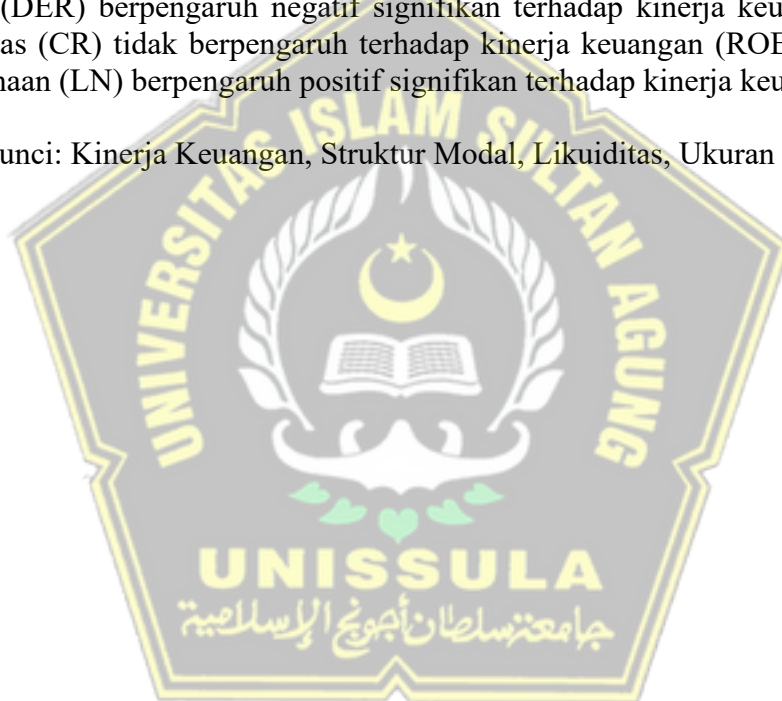 (DER) berpengaruh negatif signifikan terhadap kinerja keu
as (CR) tidak berpengaruh terhadap kinerja keuangan (ROE
naan (LN) berpengaruh positif signifikan terhadap kinerja keu
unci: Kinerja Keuangan, Struktur Modal, Likuiditas, Ukuran
UNIVERSITAS ISLAM SULTAN AGUNG
UNISSULA
جامعة سلطان أجونج الإسلامية